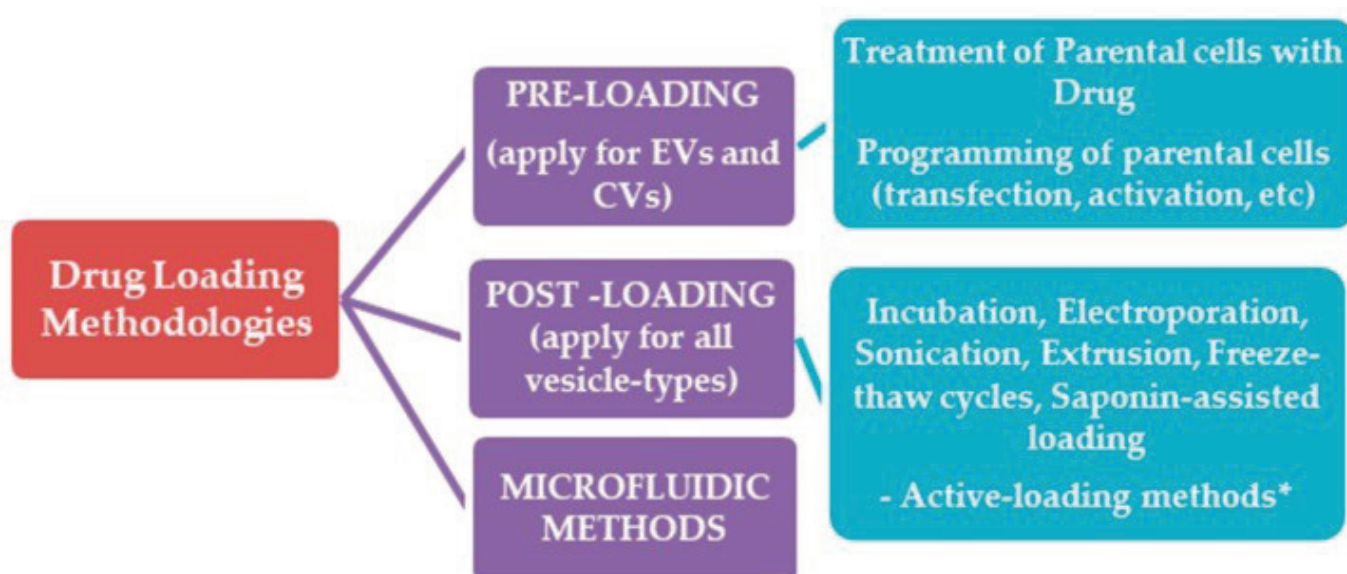 Drug Loading
Methodologies
PRE-LOADING
(apply for EVs and
CVs)
POST -LOADING
(apply for all
vesicle-types)
MICROFLUIDIC
METHODS
Treatment of Parental cells with
Drug
Programming of parental cells
(transfection, activation, etc)
Incubation, Electroporation,
Sonication, Extrusion, Freeze-
thaw cycles, Saponin-assisted
loading
- Active-loading methods*